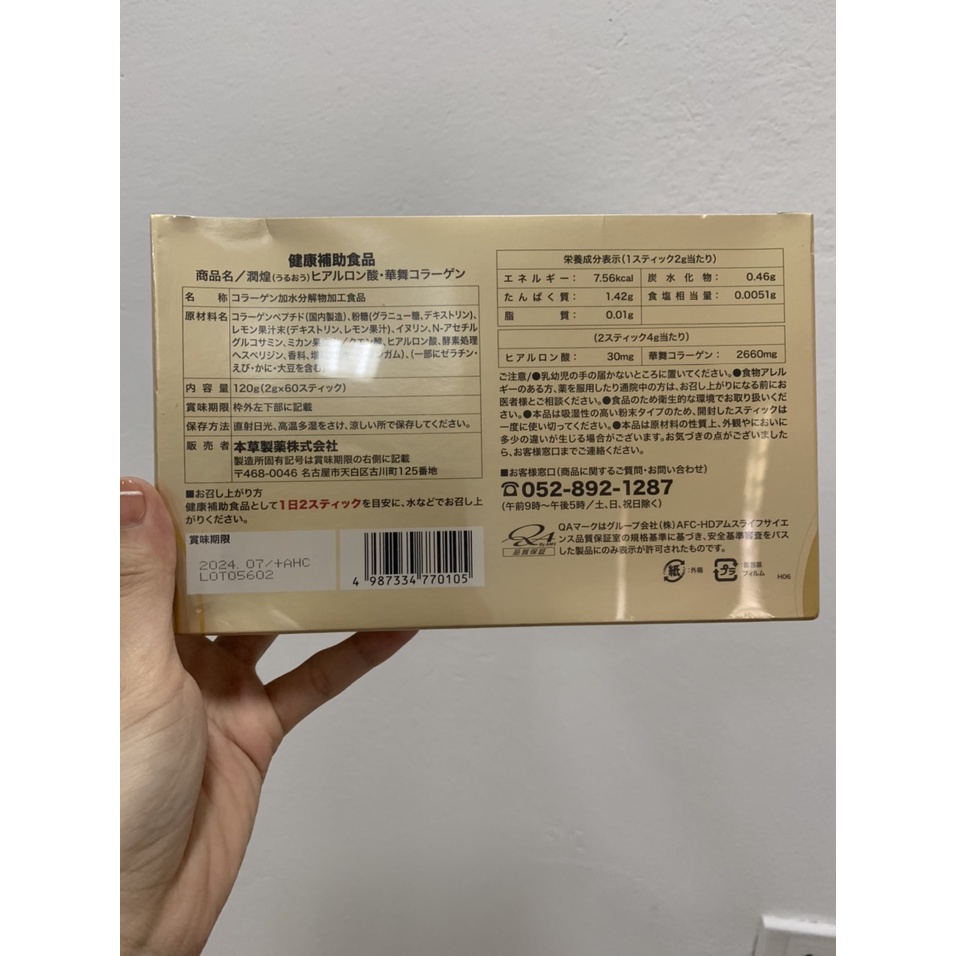 健康補助食品
商品名／潤煌(うるおう)ヒアルロン酸・華舞コラーゲン
名　称 コラーゲン加水分解物加工食品
原材料名 コラーゲンペプチド(国内製造)、粉糖(グラニュー糖、デキストリン)、
レモン果汁末(デキストリン、レモン果汁)、イヌリン、N-アセチル
グルコサミン、ミカン果 クエン酸、ヒアルロン酸、酵素処理
ヘスペリジン、香料、増 ガム)、(一部にゼラチン・
えび・かに・大豆を含む)
内 容 量 120g(2g×60スティック)
賞味期限 枠外左下部に記載
保存方法 直射日光、高温多湿をさけ、涼しい所で保存してください。
販 売 者 本草製薬株式会社
製造所固有記号は賞味期限の右側に記載
〒468-0046 名古屋市天白区古川町125番地
■お召し上がり方
健康補助食品として1日2スティックを目安に、水などでお召し上
がりください。
賞味期限
2024. 07/+AHC
LOT05602
4 987334 770105
栄養成分表示(1スティック2g当たり)
エネルギー： 7.56kcal 炭 水 化 物： 0.46g
たんぱく質： 1.42g 食塩相当量： 0.0051g
脂　　質： 0.01g
(2スティック4g当たり)
ヒアルロン酸： 30mg 華舞コラーゲン： 2660mg
ご注意/●乳幼児の手の届かないところに置いてください。●食物アレル
ギーのある方、薬を服用したり通院中の方は、お召し上がりになる前にお
医者様とご相談ください。●食品のため衛生的な環境でお取り扱いくだ
さい。●本品は吸湿性の高い粉末タイプのため、開封したスティックは
一度に使い切ってください。●本品は原材料の性質上、外観やにおいに
多少の違いが生じる場合がございます。お気づきの点がございました
ら、お客様窓口までご連絡ください。
■お客様窓口(商品に関するご質問・お問い合わせ)
☎052-892-1287
(午前9時〜午後5時/土、日、祝日除く)
QA
品質保証
QAマークはグループ会社(株)AFC-HDアムスライフサイエ
ンス品質保証室の規格基準に基づき、安全基準審査をパス
した製品にのみ表示が許可されたものです。
紙 ：外箱 プラ ：個包装
フィルム
H06